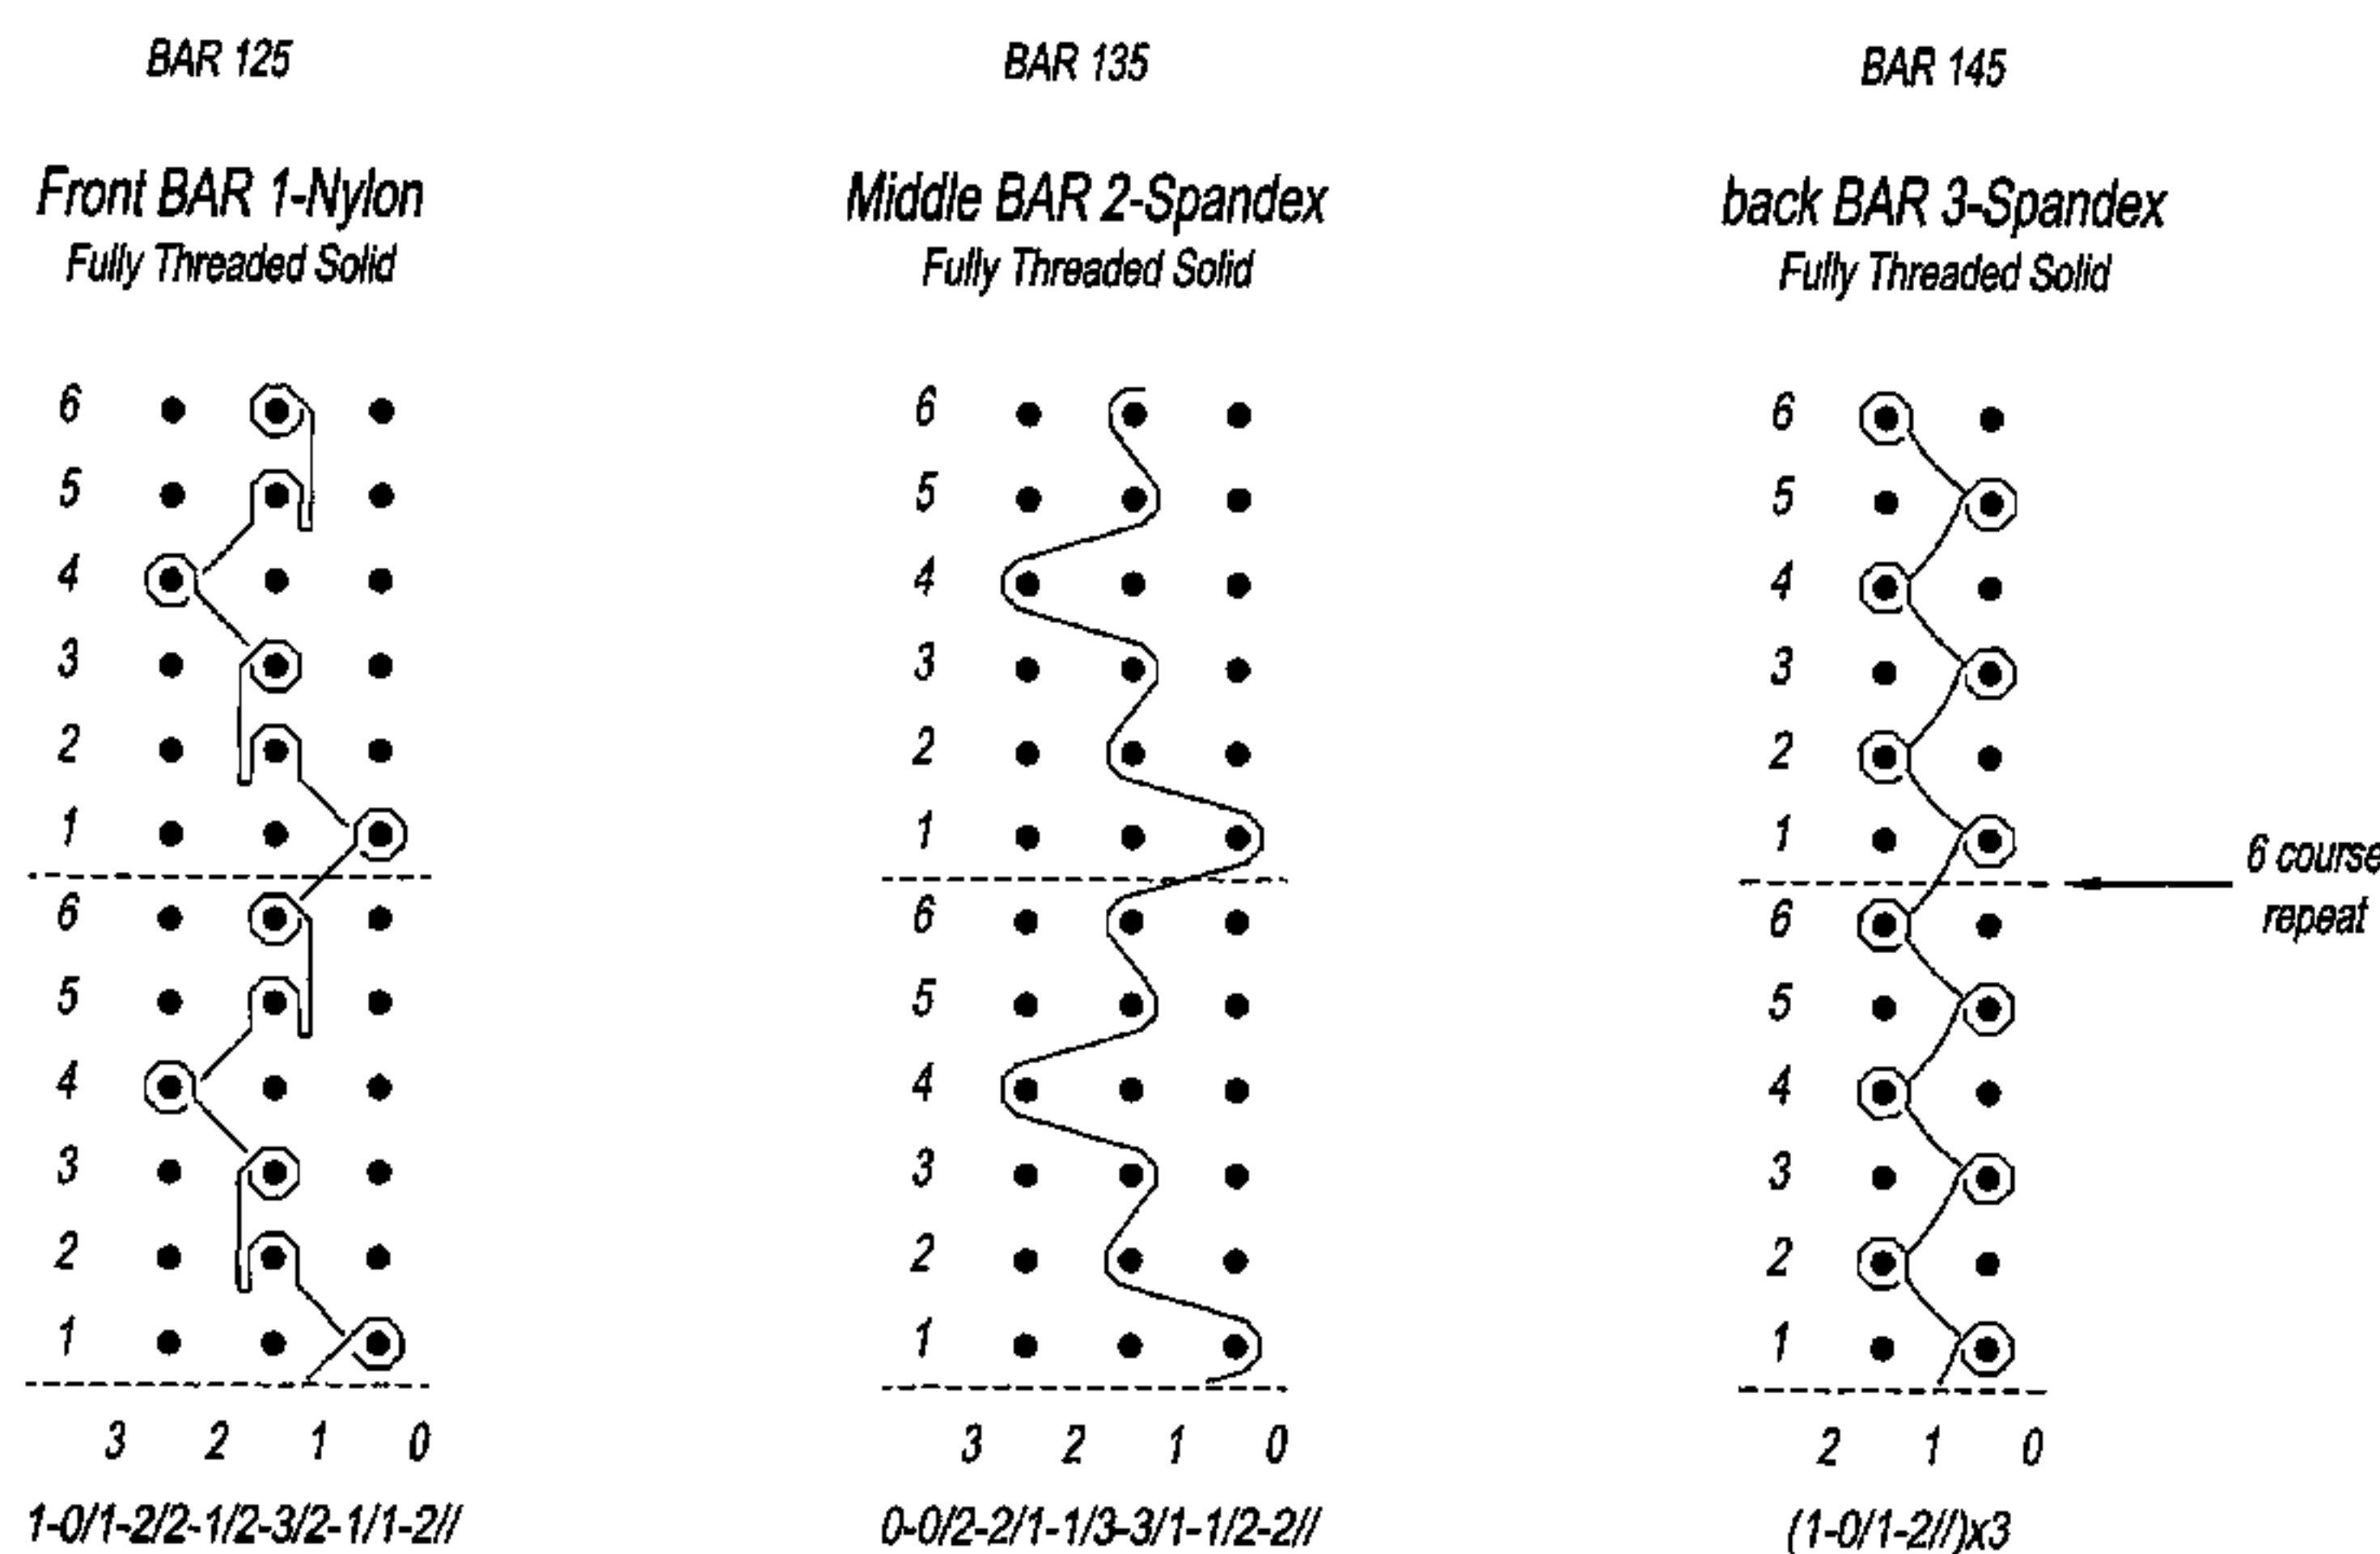 BAR 125
Front BAR 1-Nylon
Fully Threaded Solid
6
5
4
3
2
1
6
5
4
3
2
1
3 2 1 0
1-0/1-2/2-1/2-3/2-1/1-2//
BAR 135
Middle BAR 2-Spandex
Fully Threaded Solid
6
5
4
3
2
1
6
5
4
3
2
1
3 2 1 0
0-0/2-2/1-1/3-3/1-1/2-2//
BAR 145
back BAR 3-Spandex
Fully Threaded Solid
6
5
4
3
2
1
6
5
4
3
2
1
2 1 0
(1-0/1-2//)x3
6 course
repeat